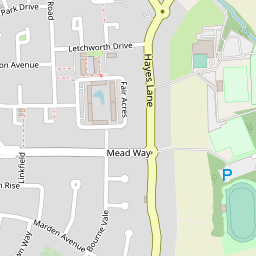 Park Drive
Road
Letchworth Drive
on Avenue
Fair Acres
Hayes Lane
Mead Way
Linkfield
P
n Rise
Marden Avenue
Bourne Vale
wn Way